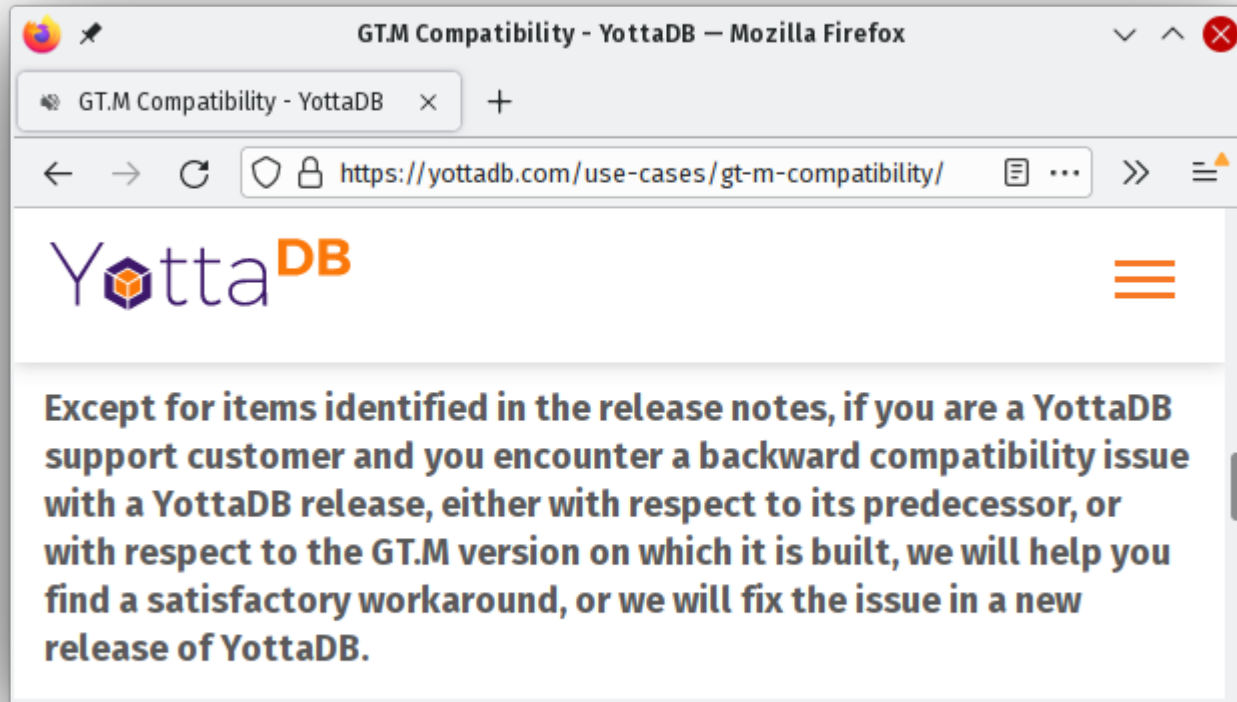 GT.M Compatibility - YottaDB — Mozilla Firefox
GT.M Compatibility - YottaDB
https://yottadb.com/use-cases/gt-m-compatibility/
YottaDB
Except for items identified in the release notes, if you are a YottaDB
support customer and you encounter a backward compatibility issue
with a YottaDB release, either with respect to its predecessor, or
with respect to the GT.M version on which it is built, we will help you
find a satisfactory workaround, or we will fix the issue in a new
release of YottaDB.